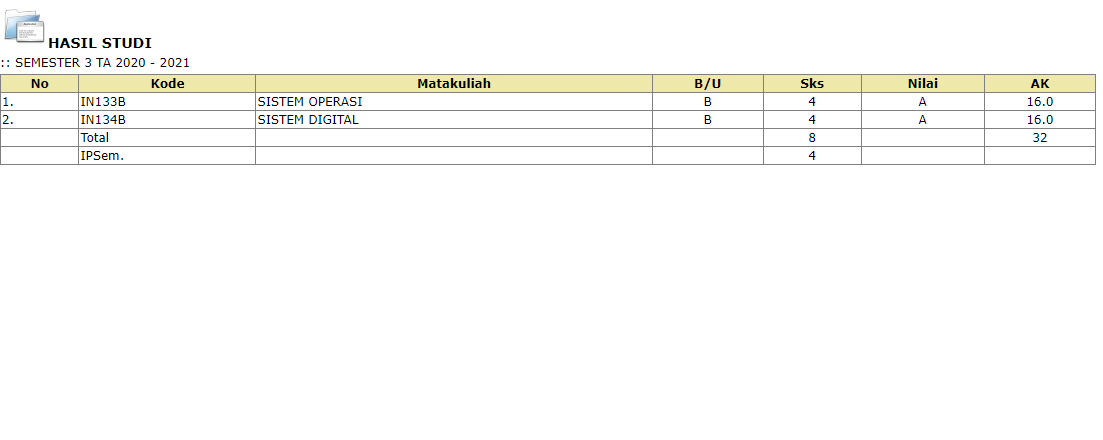 HASIL STUDI
:: SEMESTER 3 TA 2020 - 2021
No Kode Matakuliah B/U Sks Nilai AK
1. IN133B SISTEM OPERASI B 4 A 16.0
2. IN134B SISTEM DIGITAL B 4 A 16.0
Total 8 32
IPSem. 4